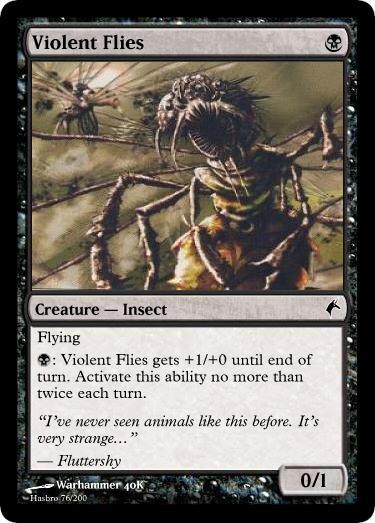 Violent Flies
Creature — Insect
Flying
: Violent Flies gets +1/+0 until end of
turn. Activate this ability no more than
twice each turn.
“I've never seen animals like this before. It's
very strange…”
— Fluttershy
0/1
Warhammer 40K
Hasbro 76/200